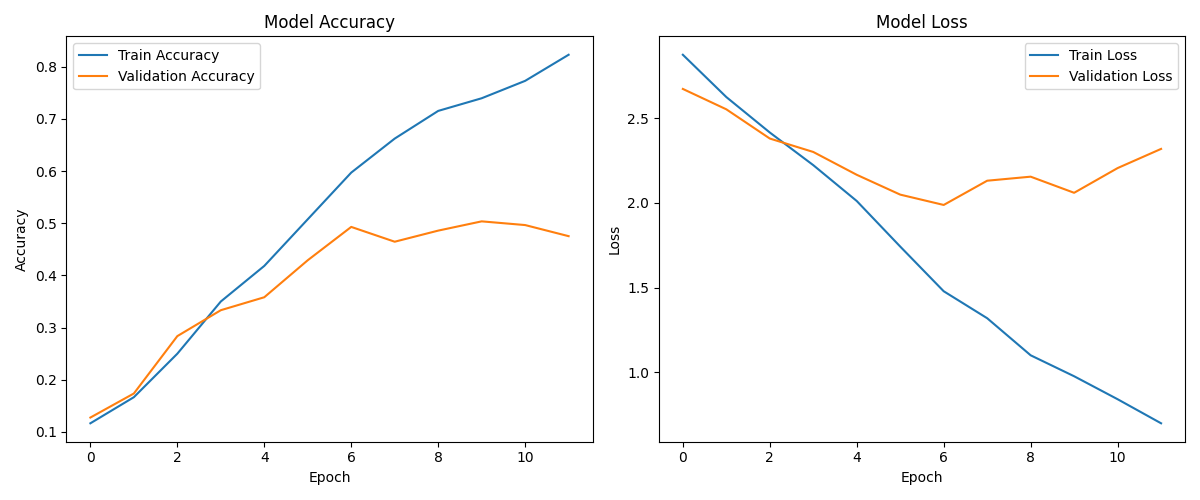 Model Accuracy
Train Accuracy
Validation Accuracy
0.8
0.7
0.6
0.5
0.4
0.3
0.2
0.1
Accuracy
0 2 4 6 8 10
Epoch
Model Loss
Train Loss
Validation Loss
2.5
2.0
1.5
1.0
Loss
0 2 4 6 8 10
Epoch